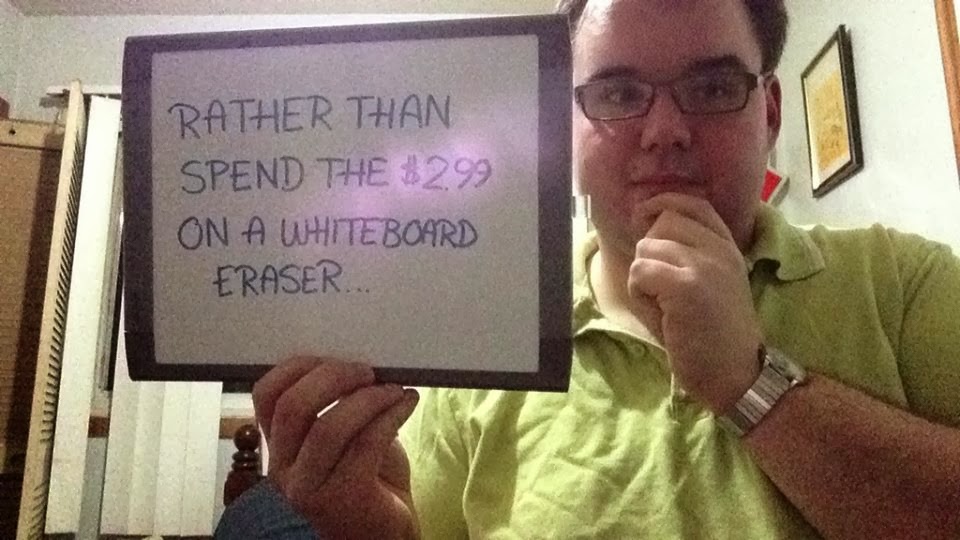 RATHER THAN
SPEND THE $2.99
ON A WHITEBOARD
ERASER...